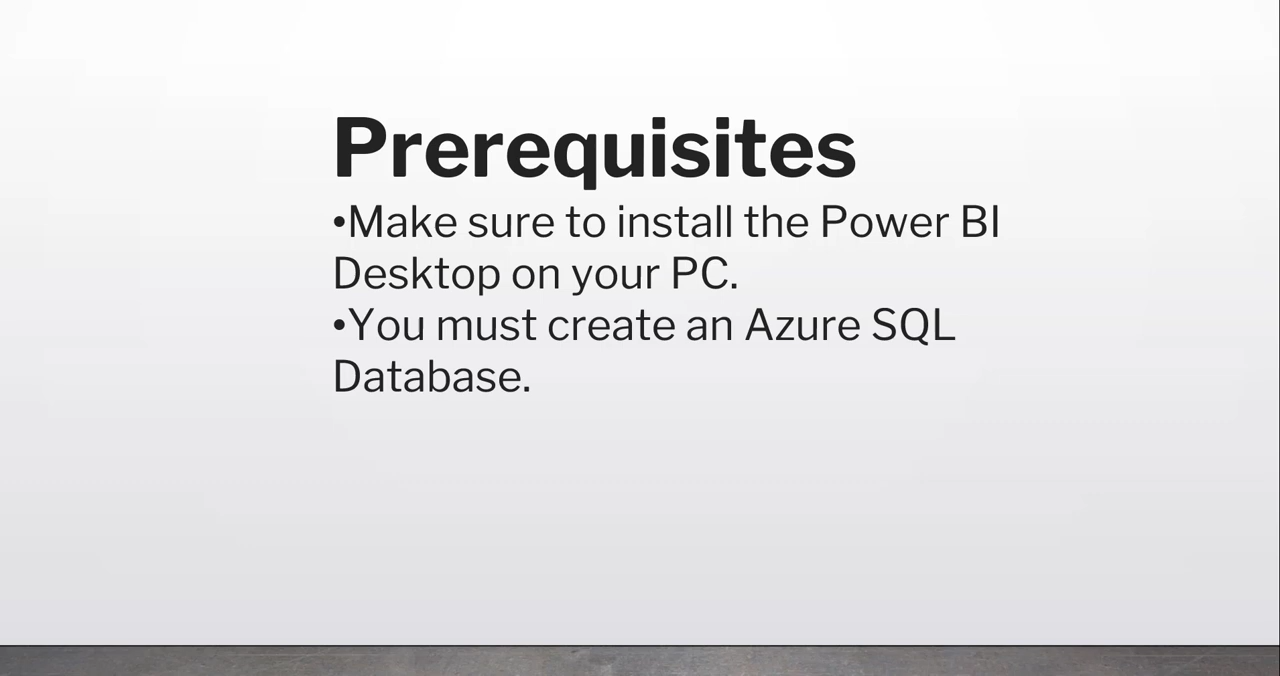 Prerequisites
•Make sure to install the Power BI
Desktop on your PC.
•You must create an Azure SQL
Database.